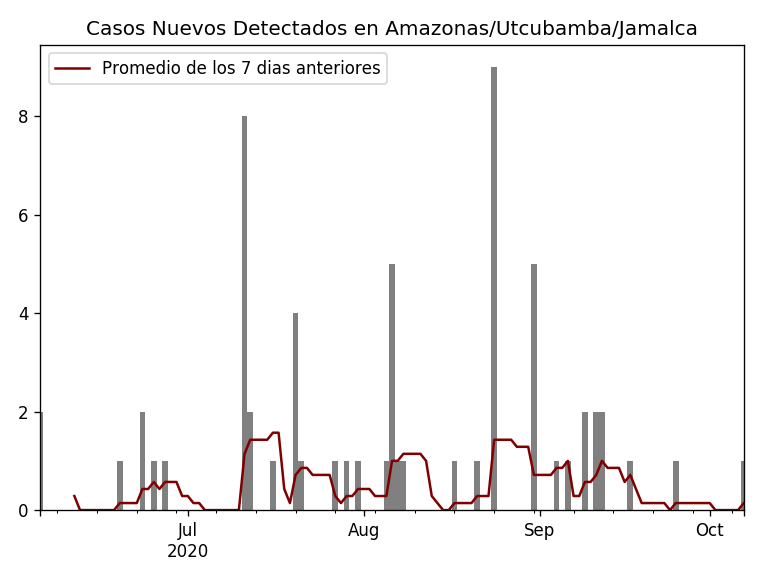 Casos Nuevos Detectados en Amazonas/Utcubamba/Jamalca
Promedio de los 7 dias anteriores
8
6
4
2
0
Jul
2020
Aug
Sep
Oct